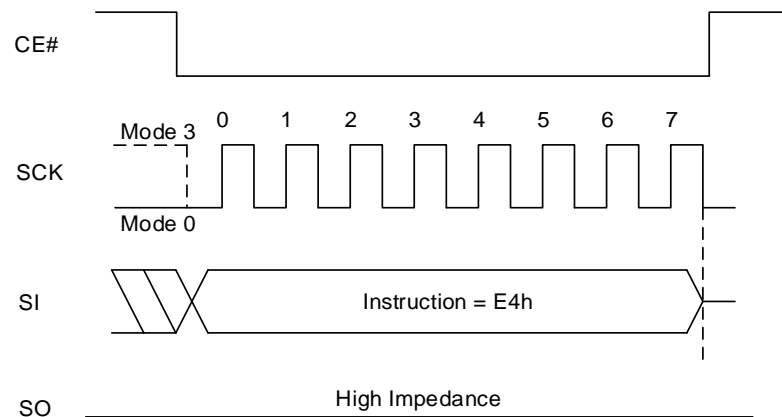 CE#
0 1 2 3 4 5 6 7
Mode 3
SCK
Mode 0
SI
Instruction = E4h
High Impedance
SO